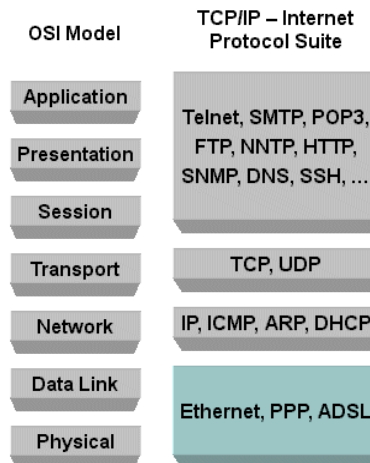 OSI Model
TCP/IP – Internet
Protocol Suite
Application
Presentation
Session
Transport
Network
Data Link
Physical
Telnet, SMTP, POP3,
FTP, NNTP, HTTP,
SNMP, DNS, SSH, ...
TCP, UDP
IP, ICMP, ARP, DHCP
Ethernet, PPP, ADSL